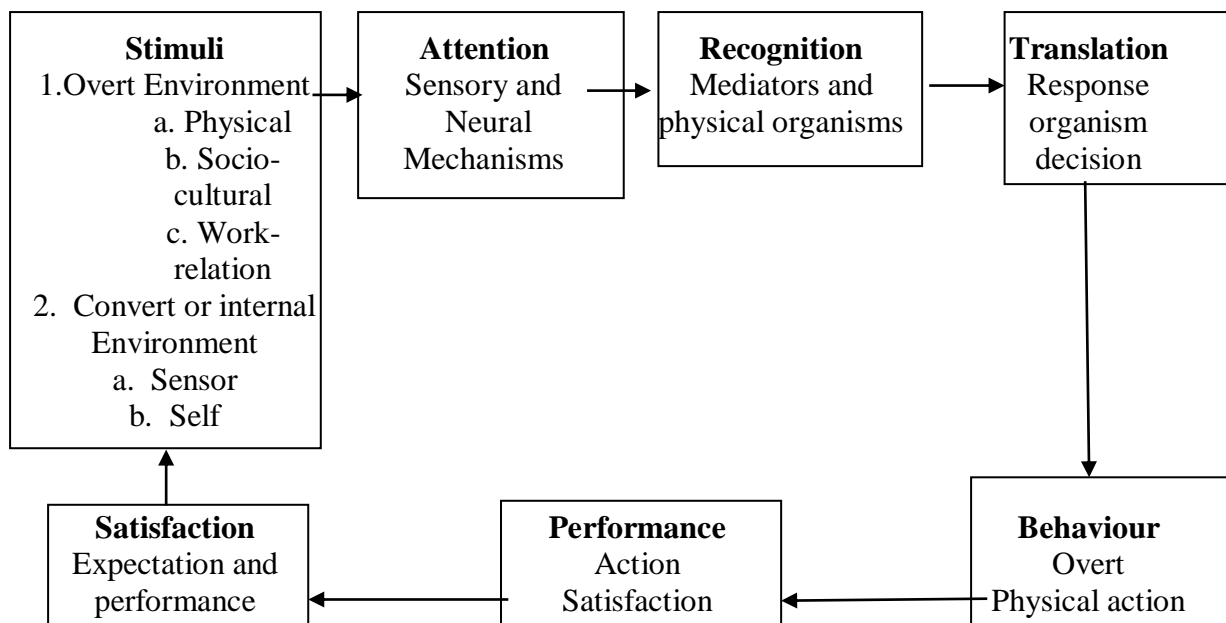 Stimuli
1.Overt Environment
a. Physical
b. Socio-
cultural
c. Work-
relation
2. Convert or internal
Environment
a. Sensor
b. Self
Attention
Sensory and
Neural
Mechanisms
Recognition
Mediators and
physical organisms
Translation
Response
organism
decision
Behaviour
Overt
Physical action
Performance
Action
Satisfaction
Satisfaction
Expectation and
performance